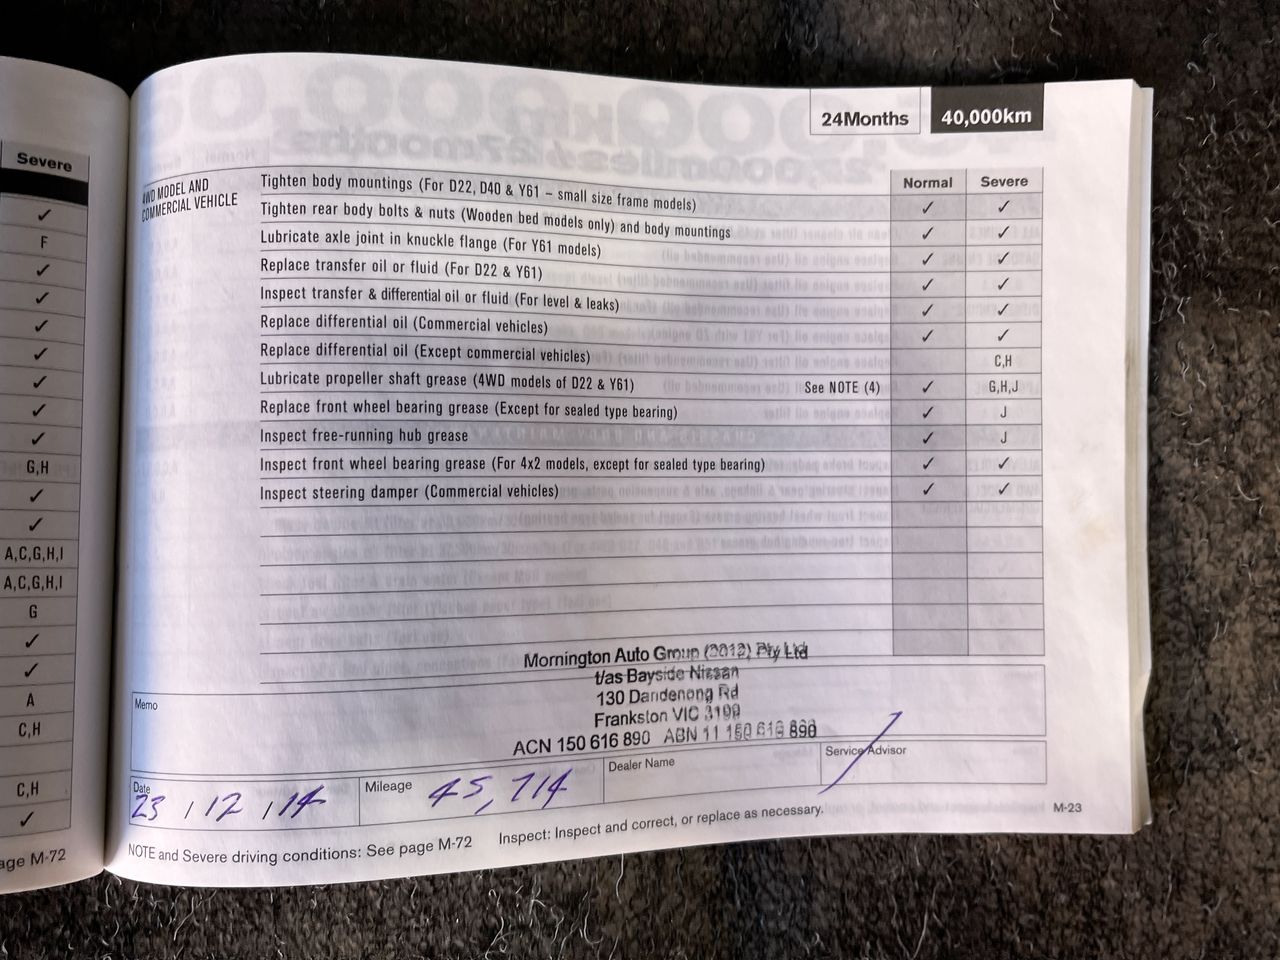 Severe
✓
F
✓
✓
✓
✓
✓
✓
✓
G,H
✓
✓
A,C,G,H,I
A,C,G,H,I
G
✓
✓
A
C,H
C,H
✓
age M-72
24Months 40,000km
Normal Severe
4WD MODEL AND
COMMERCIAL VEHICLE
Tighten body mountings (For D22, D40 & Y61 – small size frame models) ✓ ✓
Tighten rear body bolts & nuts (Wooden bed models only) and body mountings ✓ ✓
Lubricate axle joint in knuckle flange (For Y61 models) ✓ ✓
Replace transfer oil or fluid (For D22 & Y61) ✓ ✓
Inspect transfer & differential oil or fluid (For level & leaks) ✓ ✓
Replace differential oil (Commercial vehicles) ✓ ✓
Replace differential oil (Except commercial vehicles) C,H
Lubricate propeller shaft grease (4WD models of D22 & Y61) See NOTE (4) ✓ G,H,J
Replace front wheel bearing grease (Except for sealed type bearing) ✓ J
Inspect free-running hub grease ✓ J
Inspect front wheel bearing grease (For 4x2 models, except for sealed type bearing) ✓ ✓
Inspect steering damper (Commercial vehicles) ✓ ✓
Mornington Auto Group (2012) Pty Ltd
t/as Bayside Nissan
130 Dandenong Rd
Frankston VIC 3199
ACN 150 616 890 ABN 11 150 616 890
Memo
Date 23 / 12 / 14
Mileage 45,714
Dealer Name
Service Advisor
NOTE and Severe driving conditions: See page M-72
Inspect: Inspect and correct, or replace as necessary.
M-23